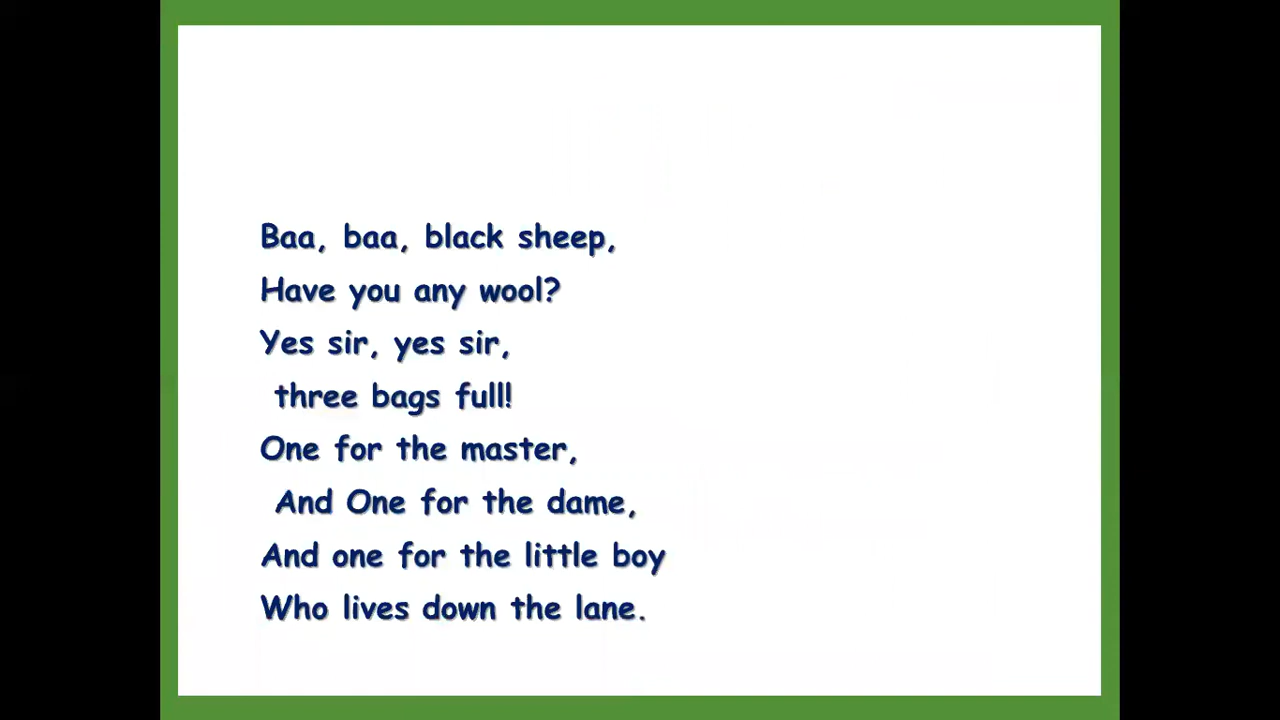 Baa, baa, black sheep,
Have you any wool?
Yes sir, yes sir,
three bags full!
One for the master,
And One for the dame,
And one for the little boy
Who lives down the lane.